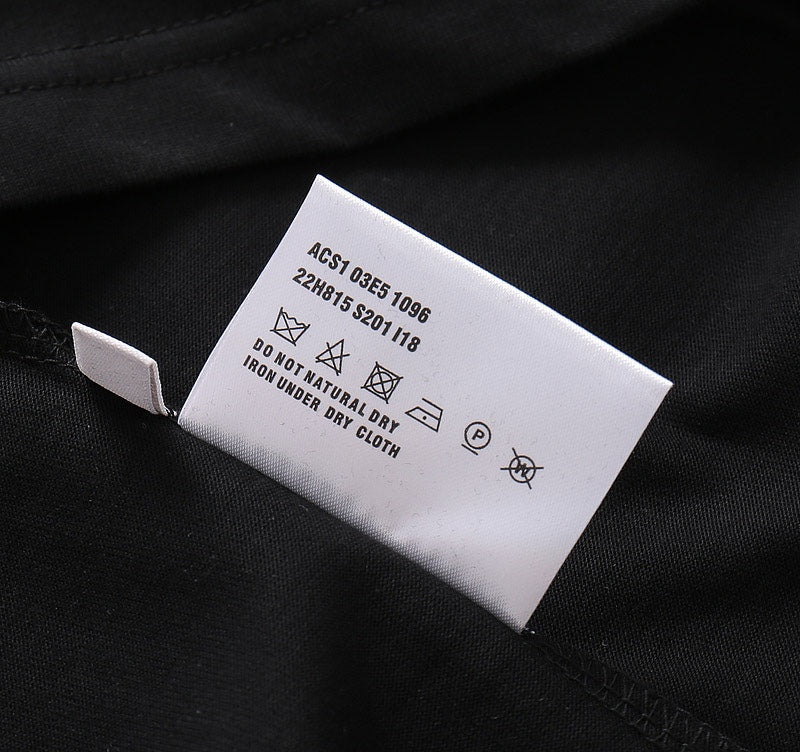 ACS1 03E5 1096
22H815 S201 I18
DO NOT NATURAL DRY
IRON UNDER DRY CLOTH
P
W